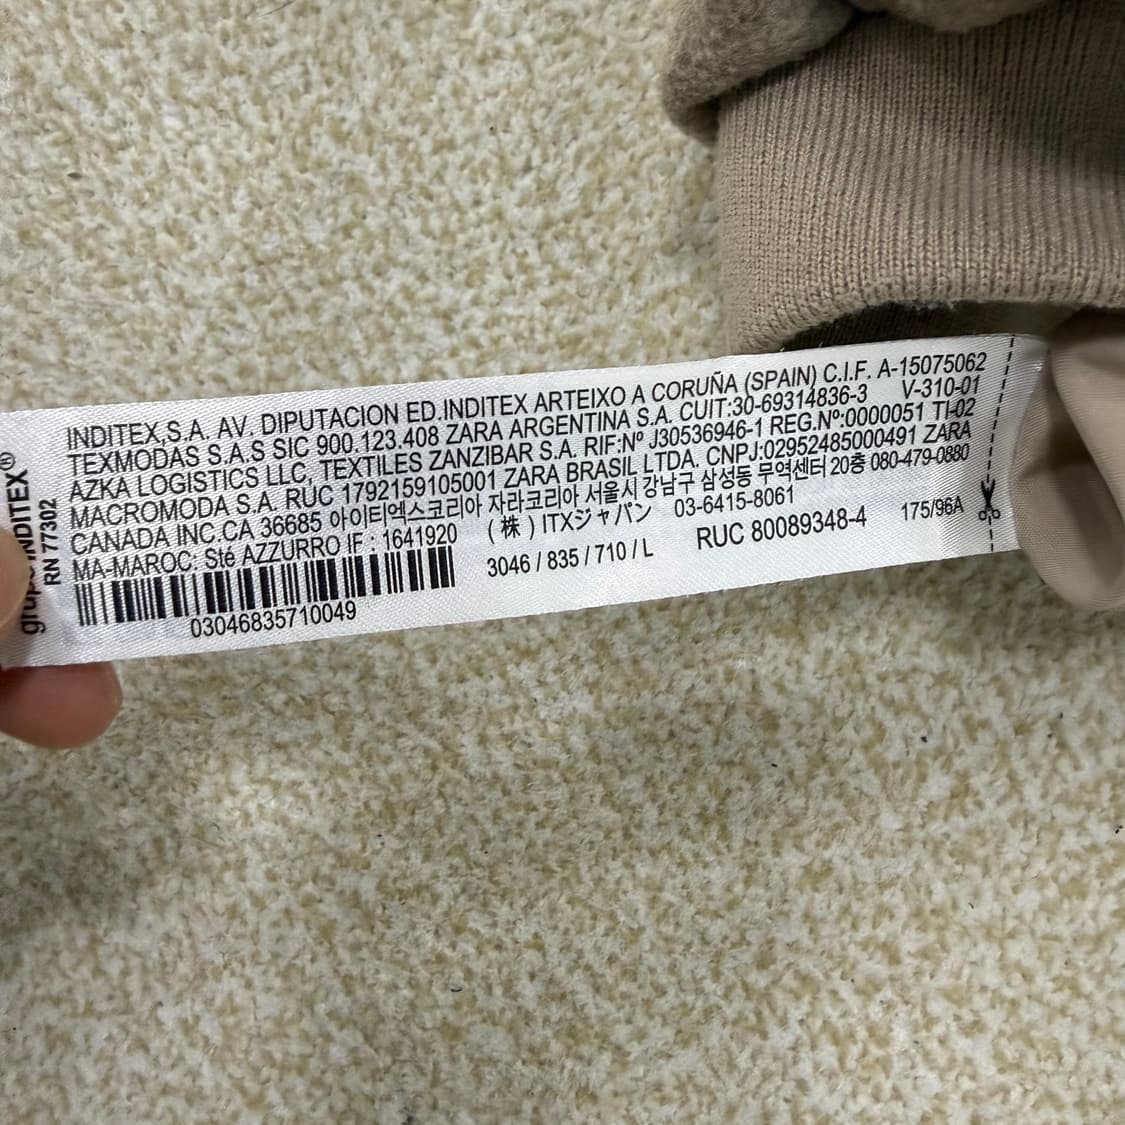 INDITEX,S.A. AV. DIPUTACION ED.INDITEX ARTEIXO A CORUÑA (SPAIN) C.I.F. A-15075062
TEXMODAS S.A.S SIC 900.123.408 ZARA ARGENTINA S.A. CUIT:30-69314836-3 V-310-01
AZKA LOGISTICS LLC, TEXTILES ZANZIBAR S.A. RIF:Nº J30536946-1 REG.Nº:0000051 TI-02
MACROMODA S.A. RUC 1792159105001 ZARA BRASIL LTDA. CNPJ:02952485000491 ZARA
CANADA INC.CA 36685 아이티엑스코리아 자라코리아 서울시 강남구 삼성동 무역센터 20층 080-479-0880
MA-MAROC: Sté AZZURRO IF : 1641920 (株) ITXジャパン 03-6415-8061
3046 / 835 / 710 / L RUC 80089348-4 175/96A
03046835710049
grupo INDITEX®
RN 77302